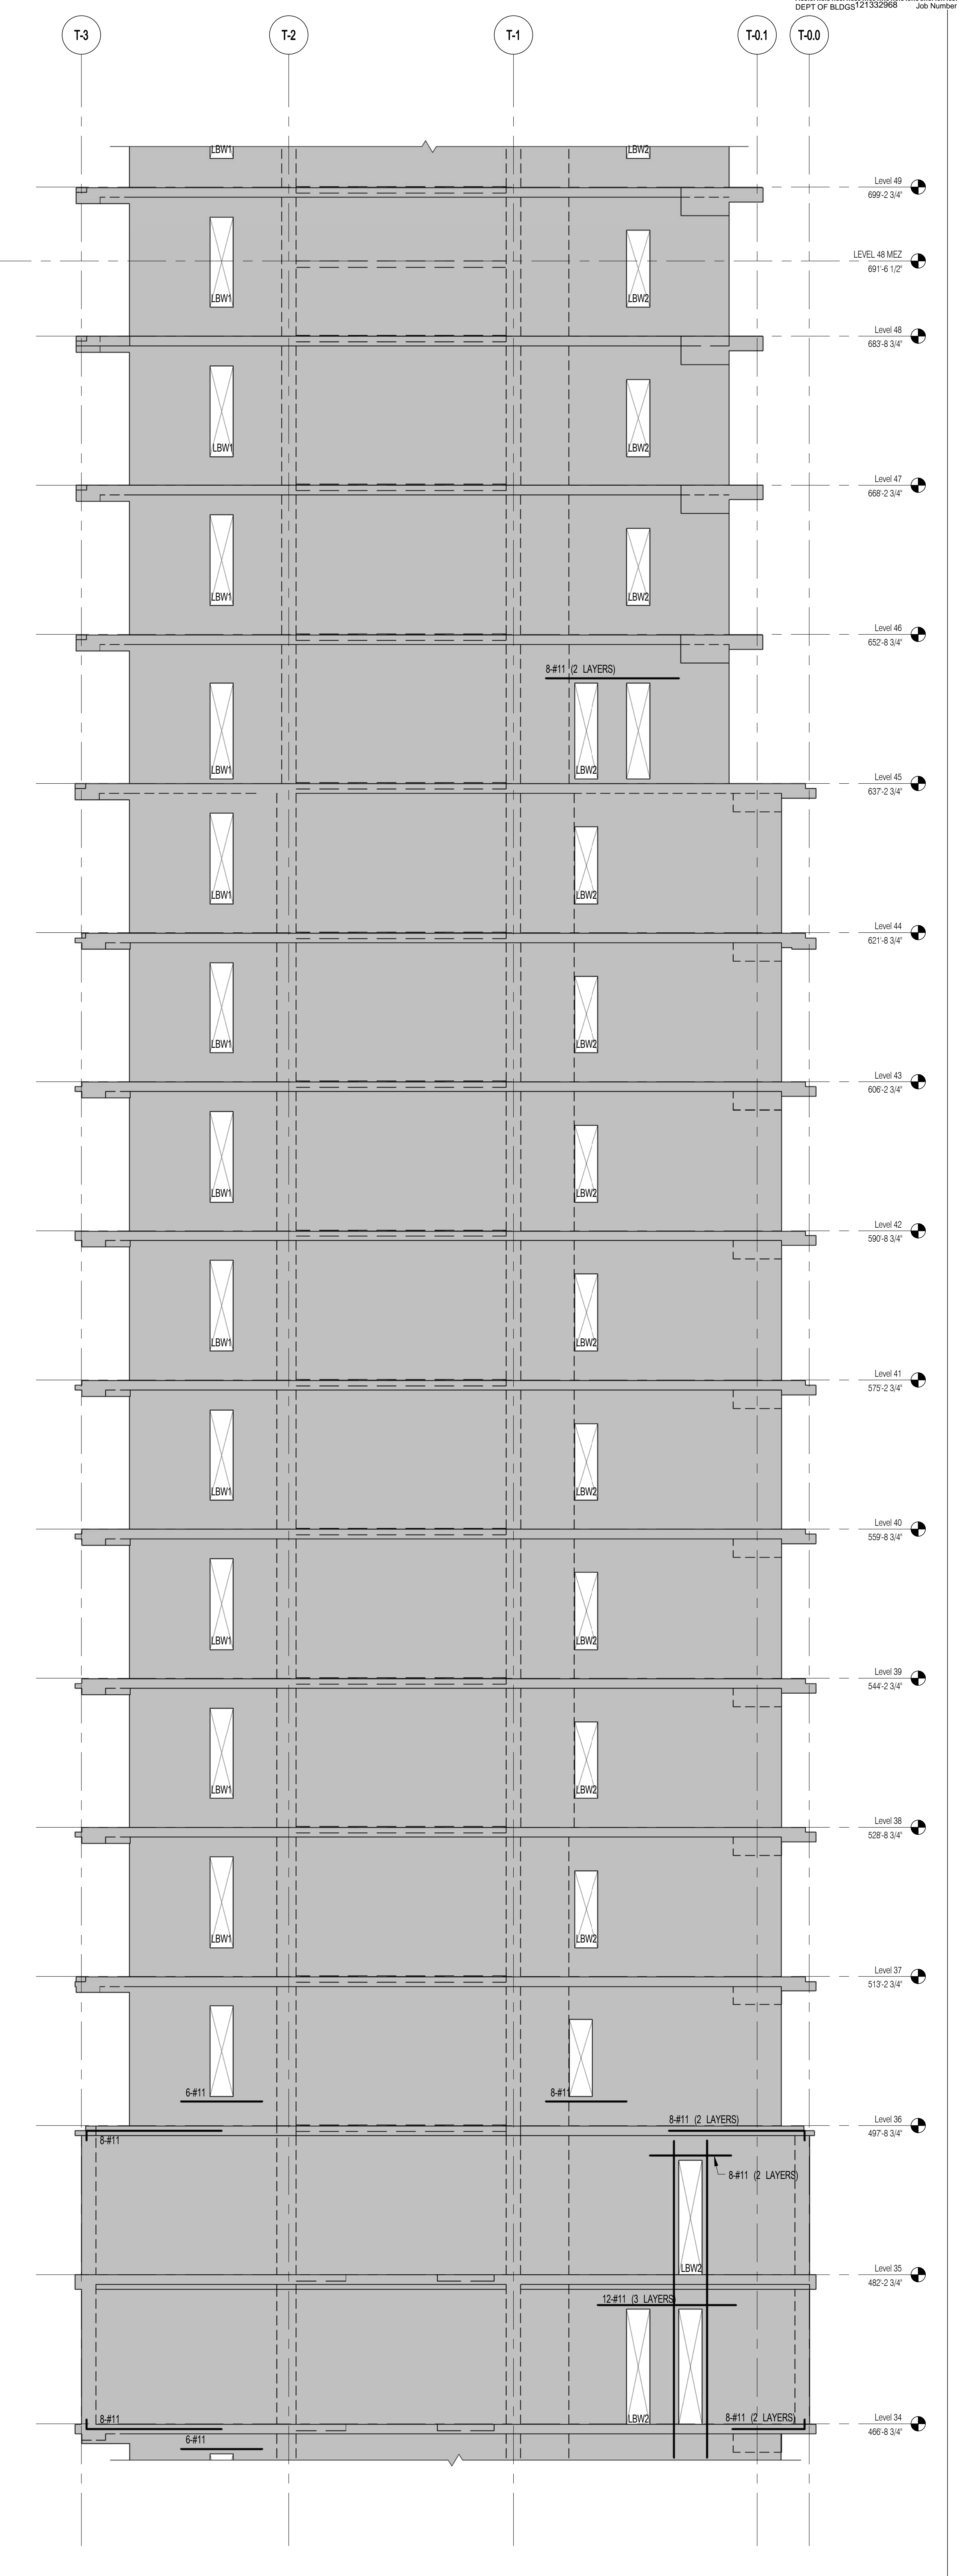 DEPT OF BLDGS 121332968 Job Number
T-3 T-2 T-1 T-0.1 T-0.0
LBW1 LBW2
Level 49
699'-2 3/4"
LEVEL 48 MEZ
691'-6 1/2"
LBW1 LBW2
Level 48
683'-8 3/4"
LBW1 LBW2
Level 47
668'-2 3/4"
LBW1 LBW2
Level 46
652'-8 3/4"
8-#11 (2 LAYERS)
LBW1 LBW2
Level 45
637'-2 3/4"
LBW1 LBW2
Level 44
621'-8 3/4"
LBW1 LBW2
Level 43
606'-2 3/4"
LBW1 LBW2
Level 42
590'-8 3/4"
LBW1 LBW2
Level 41
575'-2 3/4"
LBW1 LBW2
Level 40
559'-8 3/4"
LBW1 LBW2
Level 39
544'-2 3/4"
LBW1 LBW2
Level 38
528'-8 3/4"
LBW1 LBW2
Level 37
513'-2 3/4"
6-#11 8-#11
8-#11 (2 LAYERS)
Level 36
497'-8 3/4"
8-#11
8-#11 (2 LAYERS)
LBW2
Level 35
482'-2 3/4"
12-#11 (3 LAYERS)
LBW2
8-#11 8-#11 (2 LAYERS)
Level 34
466'-8 3/4"
6-#11